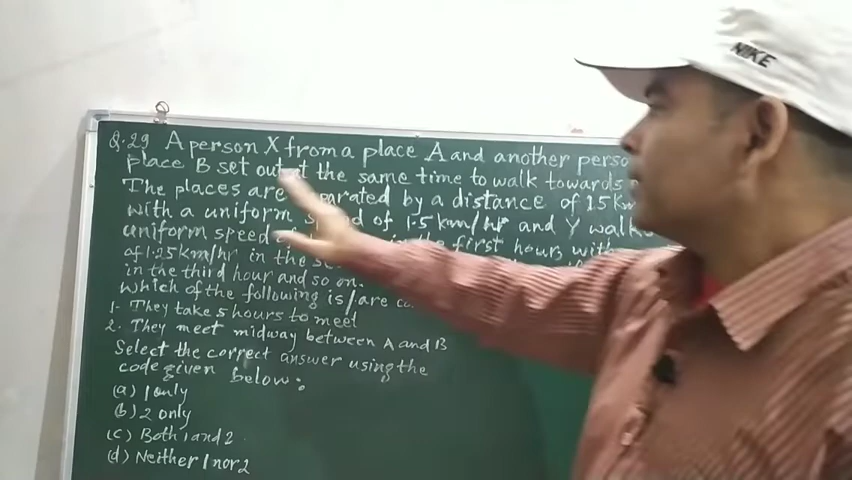 Q.29 A person X from a place A and another perso
place B set out at the same time to walk towards
The places are separated by a distance of 15 km
with a uniform speed of 1.5 km/hr and Y walk
uniform speed in the first hours with
of 1.25 km/hr in the
in the third hour and so on.
which of the following is/are
1. They take 5 hours to meet
2. They meet midway between A and B
Select the correct answer using the
code given below:
(a) 1 only
(b) 2 only
(c) Both 1 and 2
(d) Neither 1 nor 2
NIKE